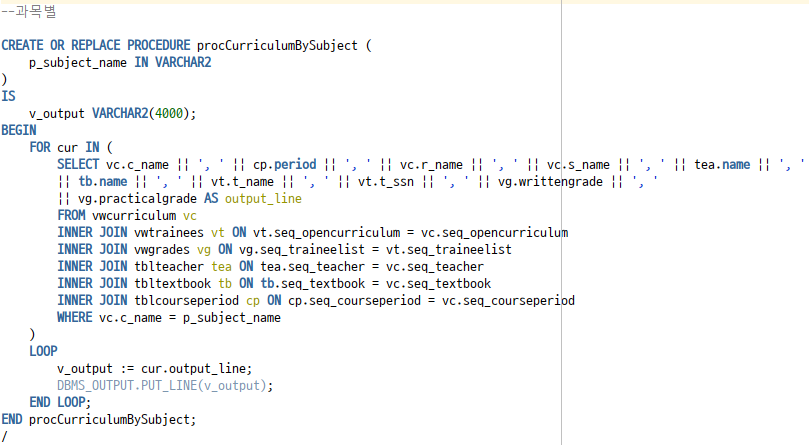 --과목별
CREATE OR REPLACE PROCEDURE procCurriculumBySubject (
    p_subject_name IN VARCHAR2
)
IS
    v_output VARCHAR2(4000);
BEGIN
    FOR cur IN (
        SELECT vc.c_name || ', ' || cp.period || ', ' || vc.r_name || ', ' || vc.s_name || ', ' || tea.name || ', '
        || tb.name || ', ' || vt.t_name || ', ' || vt.t_ssn || ', ' || vg.writtengrade || ', '
        || vg.practicalgrade AS output_line
        FROM vwcurriculum vc
        INNER JOIN vwtrainees vt ON vt.seq_opencurriculum = vc.seq_opencurriculum
        INNER JOIN vwgrades vg ON vg.seq_traineelist = vt.seq_traineelist
        INNER JOIN tblteacher tea ON tea.seq_teacher = vc.seq_teacher
        INNER JOIN tbltextbook tb ON tb.seq_textbook = vc.seq_textbook
        INNER JOIN tblcourseperiod cp ON cp.seq_courseperiod = vc.seq_courseperiod
        WHERE vc.c_name = p_subject_name
    )
    LOOP
        v_output := cur.output_line;
        DBMS_OUTPUT.PUT_LINE(v_output);
    END LOOP;
END procCurriculumBySubject;
/